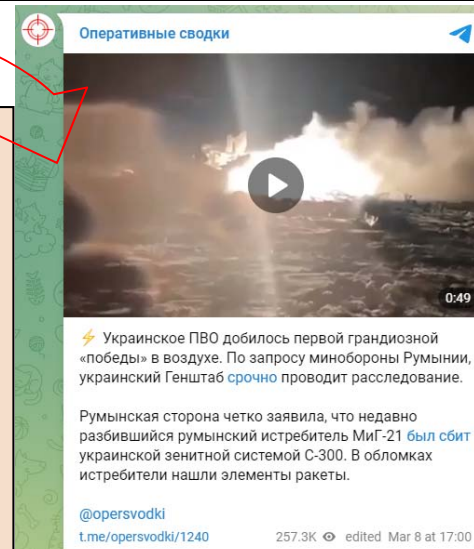 Оперативные сводки
0:49
⚡ Украинское ПВО добилось первой грандиозной
«победы» в воздухе. По запросу минобороны Румынии,
украинский Генштаб срочно проводит расследование.
Румынская сторона четко заявила, что недавно
разбившийся румынский истребитель МиГ-21 был сбит
украинской зенитной системой С-300. В обломках
истребители нашли элементы ракеты.
@opersvodki
t.me/opersvodki/1240 257.3K edited Mar 8 at 17:00